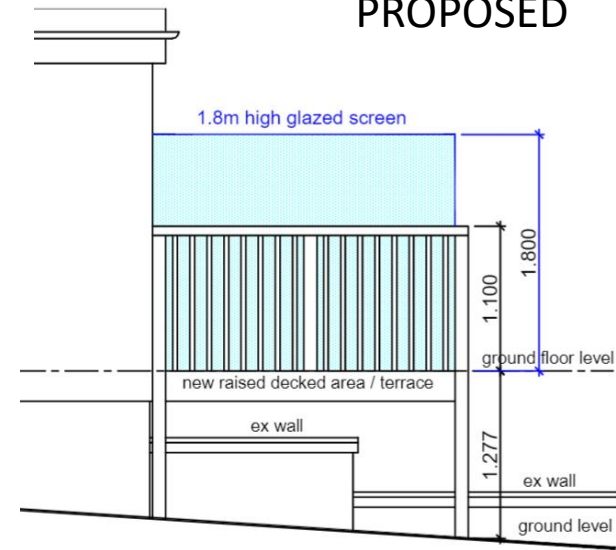 PROPOSED
1.8m high glazed screen
1.800
1.100
ground floor level
new raised decked area / terrace
ex wall
1.277
ex wall
ground level